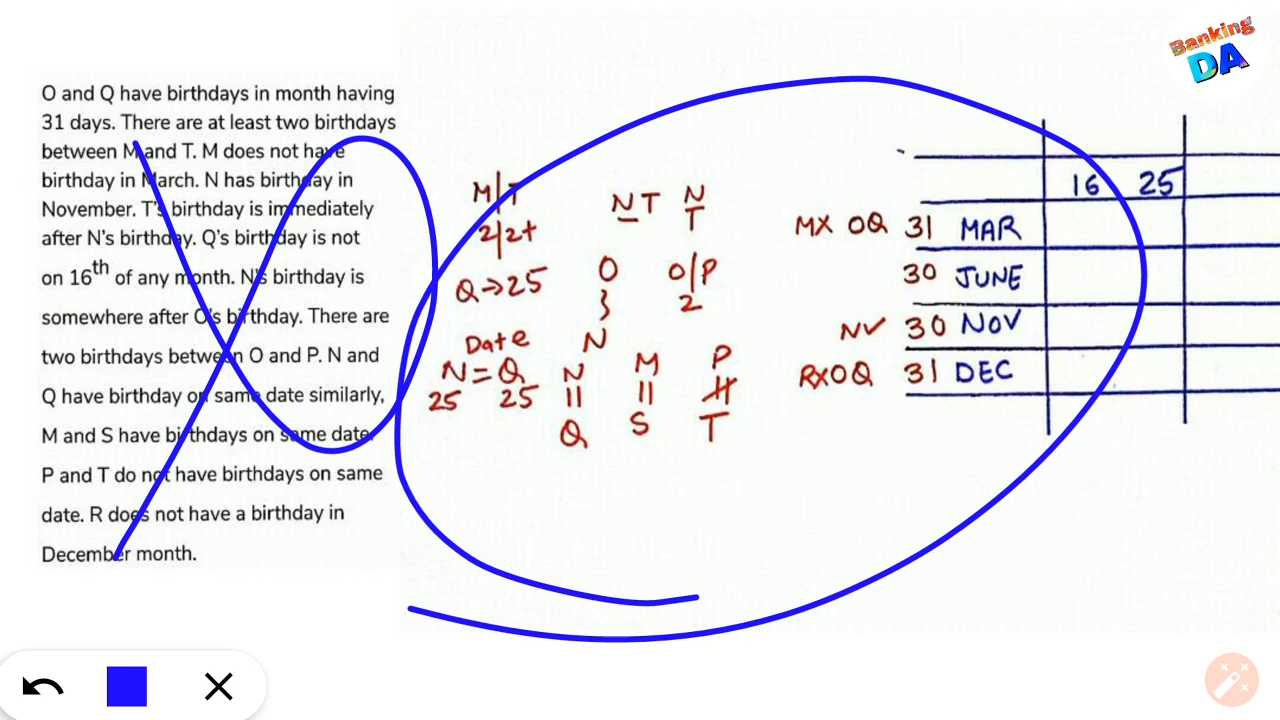 Banking
DA
O and Q have birthdays in month having
31 days. There are at least two birthdays
between M and T. M does not have
birthday in March. N has birthday in
November. T's birthday is immediately
after N's birthday. Q's birthday is not
on 16th of any month. N's birthday is
somewhere after O's birthday. There are
two birthdays between O and P. N and
Q have birthday on same date similarly,
M and S have birthdays on same date.
P and T do not have birthdays on same
date. R does not have a birthday in
December month.
M|T
2|2+
Q→25
Date
N = Q
25 25
NT N
T
O O/P
2
N
N M P
Q S T
16 25
MX OQ 31 MAR
30 JUNE
N✓ 30 NOV
RX OQ 31 DEC